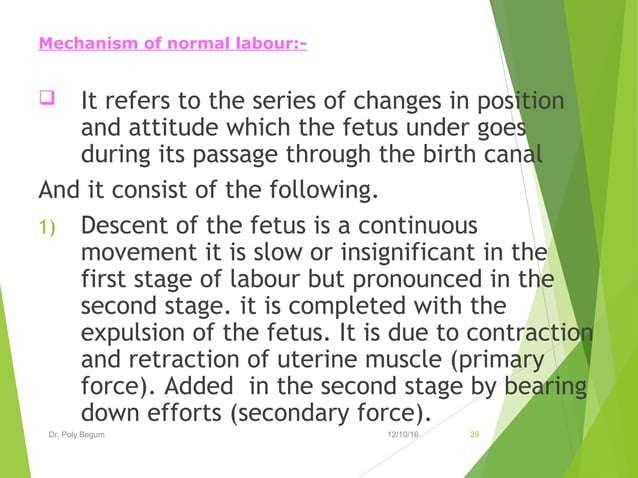 Mechanism of normal labour:-
❑ It refers to the series of changes in position
and attitude which the fetus under goes
during its passage through the birth canal
And it consist of the following.
1) Descent of the fetus is a continuous
movement it is slow or insignificant in the
first stage of labour but pronounced in the
second stage. it is completed with the
expulsion of the fetus. It is due to contraction
and retraction of uterine muscle (primary
force). Added in the second stage by bearing
down efforts (secondary force).
Dr. Poly Begum 12/10/16 39